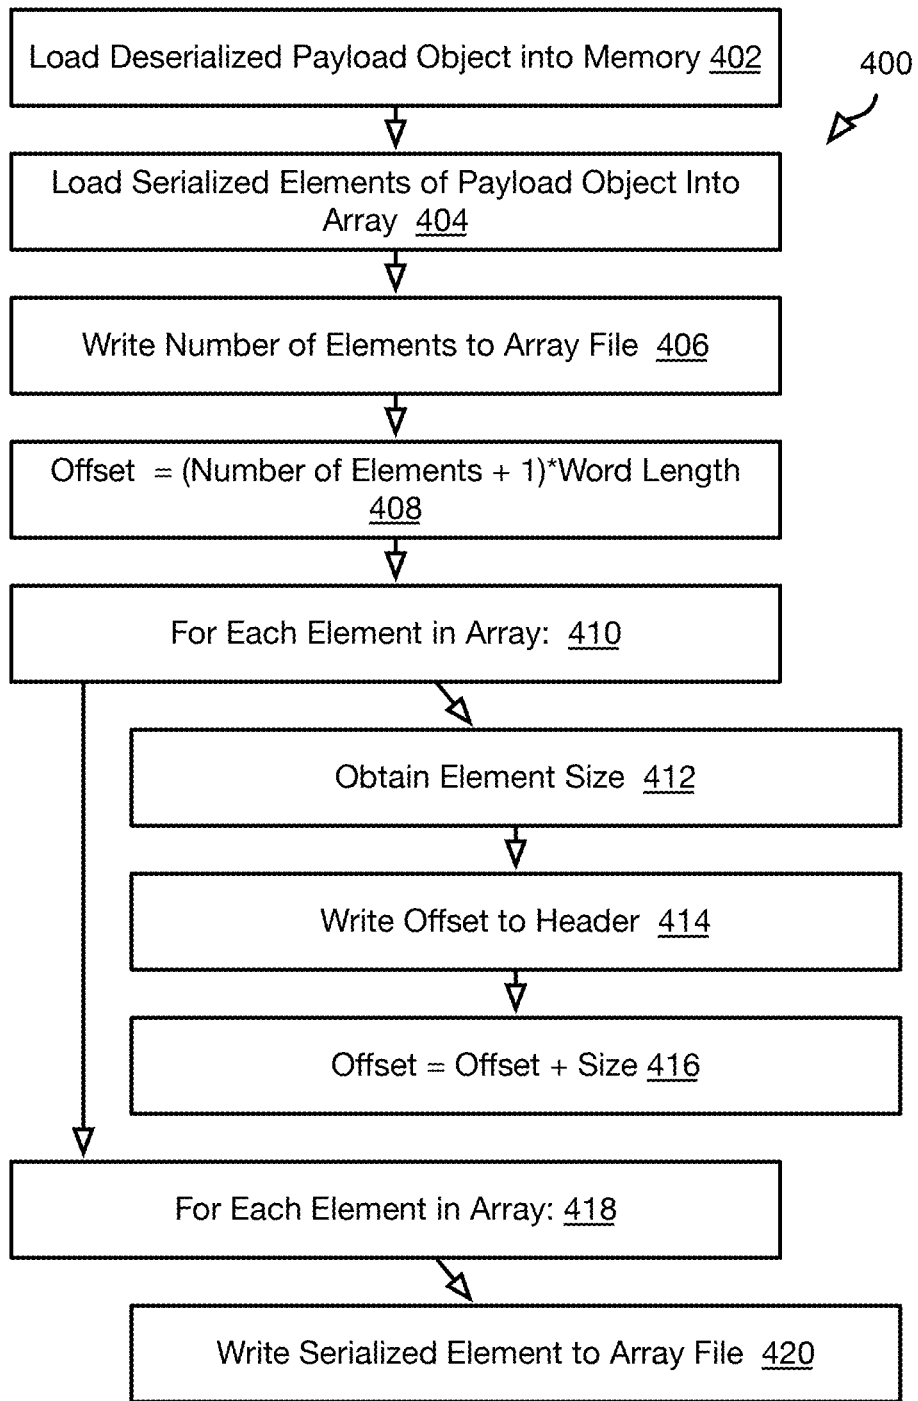 Load Deserialized Payload Object into Memory 402
400
Load Serialized Elements of Payload Object Into
Array 404
Write Number of Elements to Array File 406
Offset = (Number of Elements + 1)*Word Length
408
For Each Element in Array: 410
Obtain Element Size 412
Write Offset to Header 414
Offset = Offset + Size 416
For Each Element in Array: 418
Write Serialized Element to Array File 420